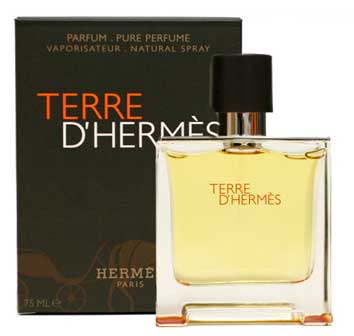 PARFUM . PURE PERFUME
VAPORISATEUR . NATURAL SPRAY
TERRE
D'HERMÈS
HERMÈ
PARIS
75 ML e
TERRE
D'HERMÈS